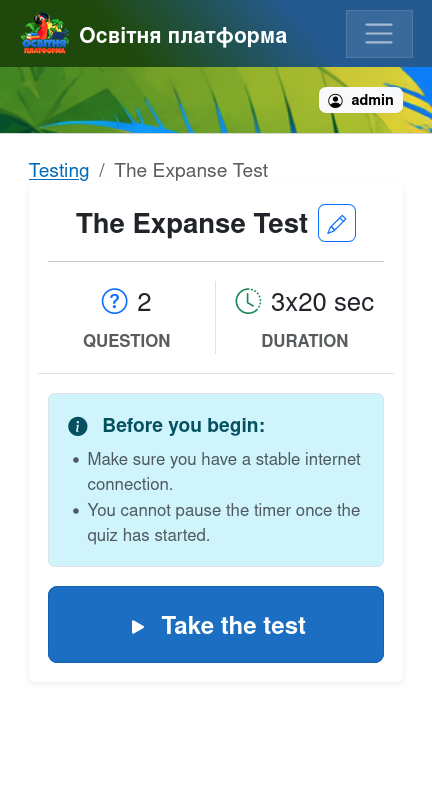 ОСВІТНЯ
ПЛАТФОРМА
Освітня платформа
admin
Testing / The Expanse Test
The Expanse Test
2
QUESTION
3x20 sec
DURATION
Before you begin:
• Make sure you have a stable internet
connection.
• You cannot pause the timer once the
quiz has started.
Take the test